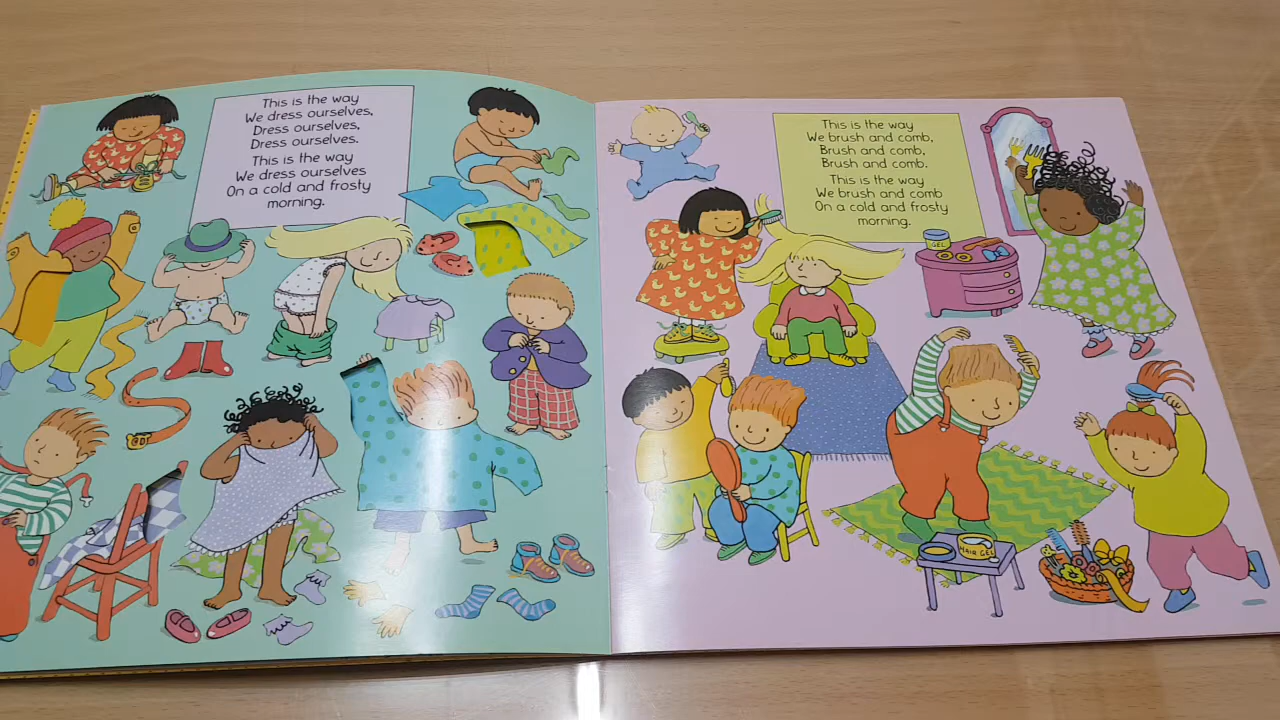 This is the way
We dress ourselves,
Dress ourselves,
Dress ourselves.
This is the way
We dress ourselves
On a cold and frosty
morning.
This is the way
We brush and comb,
Brush and comb,
Brush and comb.
This is the way
We brush and comb
On a cold and frosty
morning.
GEL
HAIR GEL